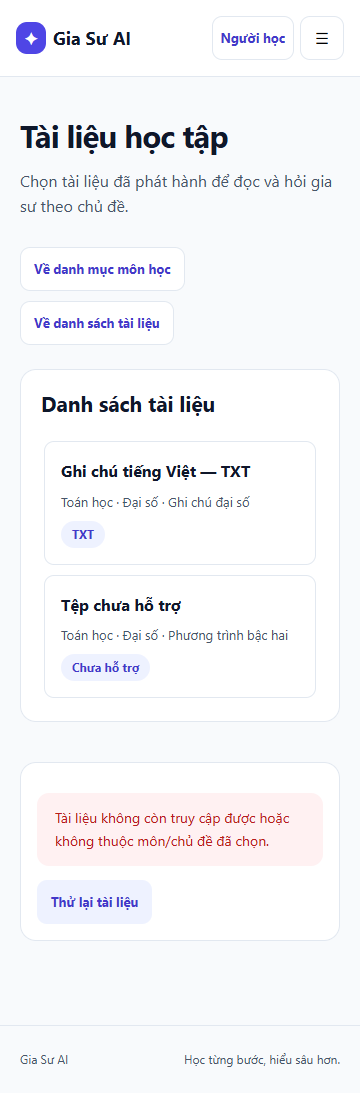 Gia Sư AI
Người học
☰
Tài liệu học tập
Chọn tài liệu đã phát hành để đọc và hỏi gia
sư theo chủ đề.
Về danh mục môn học
Về danh sách tài liệu
Danh sách tài liệu
Ghi chú tiếng Việt — TXT
Toán học · Đại số · Ghi chú đại số
TXT
Tệp chưa hỗ trợ
Toán học · Đại số · Phương trình bậc hai
Chưa hỗ trợ
Tài liệu không còn truy cập được hoặc
không thuộc môn/chủ đề đã chọn.
Thử lại tài liệu
Gia Sư AI
Học từng bước, hiểu sâu hơn.